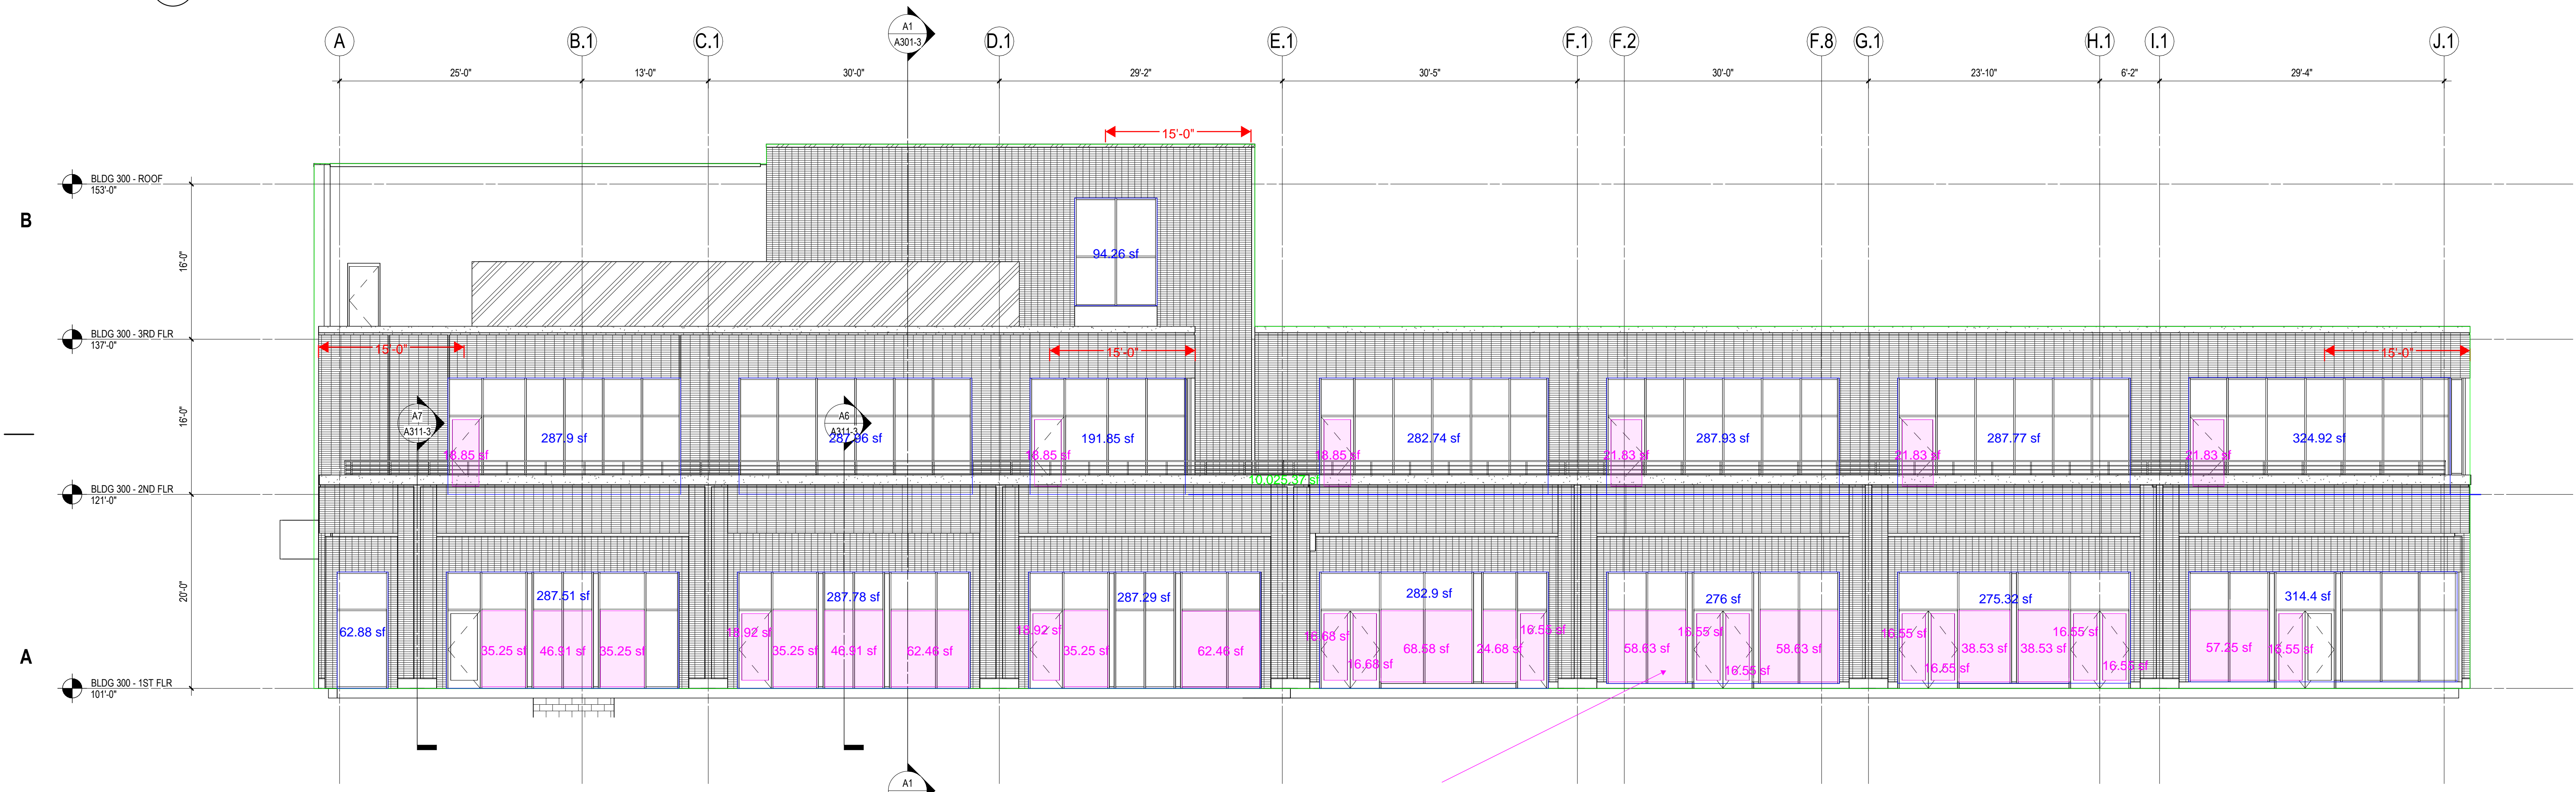 A1
A301-3
A
B.1
C.1
D.1
E.1
F.1
F.2
F.8
G.1
H.1
I.1
J.1
25'-0"
13'-0"
30'-0"
29'-2"
30'-5"
30'-0"
23'-10"
6'-2"
29'-4"
15'-0"
BLDG 300 - ROOF
153'-0"
B
16'-0"
94.26 sf
BLDG 300 - 3RD FLR
137'-0"
15'-0"
15'-0"
15'-0"
16'-0"
A7
A311-3
A6
A311-3
287.9 sf
287.96 sf
191.85 sf
282.74 sf
287.93 sf
287.77 sf
324.92 sf
18.85 sf
18.85 sf
18.85 sf
21.83 sf
21.83 sf
21.83 sf
10,025.37 sf
BLDG 300 - 2ND FLR
121'-0"
20'-0"
287.51 sf
287.78 sf
287.29 sf
282.9 sf
276 sf
275.32 sf
314.4 sf
62.88 sf
18.92 sf
18.92 sf
16.68 sf
16.55 sf
16.55 sf
16.55 sf
16.55 sf
35.25 sf
46.91 sf
35.25 sf
35.25 sf
46.91 sf
62.46 sf
35.25 sf
62.46 sf
16.68 sf
68.58 sf
24.68 sf
58.63 sf
16.55 sf
58.63 sf
16.55 sf
38.53 sf
38.53 sf
16.55 sf
57.25 sf
16.55 sf
A
BLDG 300 - 1ST FLR
101'-0"
A1